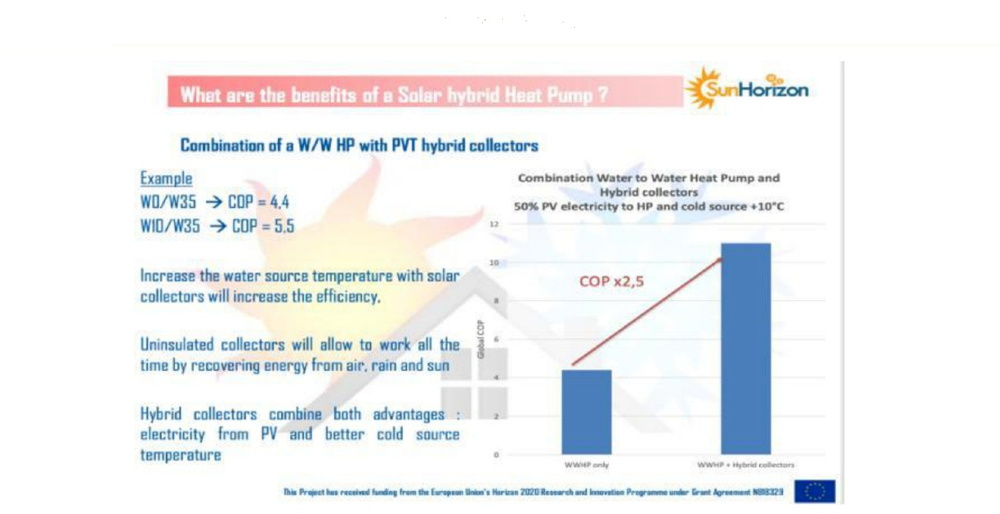 What are the benefits of a Solar hybrid Heat Pump ?
SunHorizon
Combination of a W/W HP with PVT hybrid collectors
Example
W0/W35 → COP = 4,4
W10/W35 → COP = 5,5
Increase the water source temperature with solar
collectors will increase the efficiency.
Uninsulated collectors will allow to work all the
time by recovering energy from air, rain and sun
Hybrid collectors combine both advantages :
electricity from PV and better cold source
temperature
Combination Water to Water Heat Pump and
Hybrid collectors
50% PV electricity to HP and cold source +10°C
12
10
8
6
4
2
0
Global COP
COP x2,5
WWHP only
WWHP + Hybrid collectors
This Project has received funding from the European Union's Horizon 2020 Research and Innovation Programme under Grant Agreement N818329